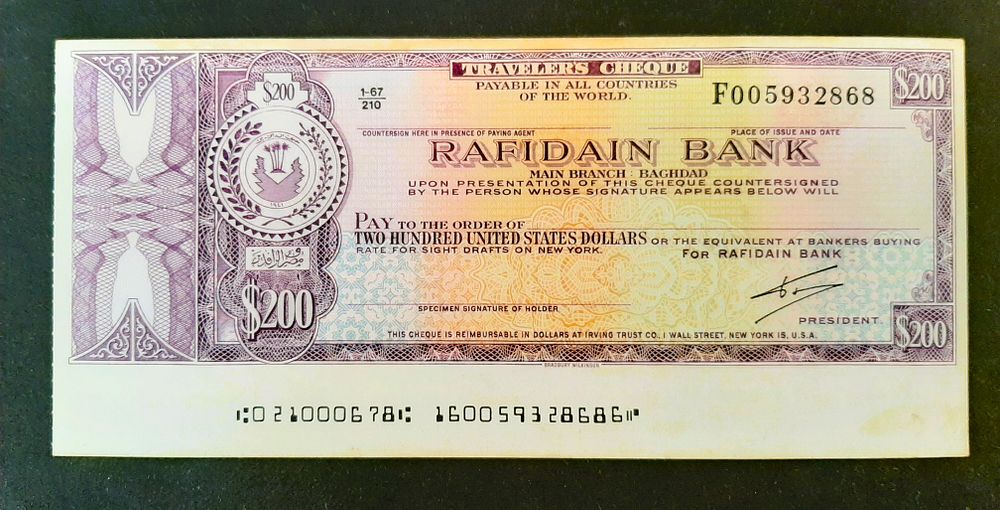 TRAVELERS CHEQUE
PAYABLE IN ALL COUNTRIES
OF THE WORLD.
$200
1-67
210
F005932868
$200
COUNTERSIGN HERE IN PRESENCE OF PAYING AGENT
PLACE OF ISSUE AND DATE
RAFIDAIN BANK
MAIN BRANCH : BAGHDAD
UPON PRESENTATION OF THIS CHEQUE COUNTERSIGNED
BY THE PERSON WHOSE SIGNATURE APPEARS BELOW WILL
١٩٤١
PAY TO THE ORDER OF
TWO HUNDRED UNITED STATES DOLLARS OR THE EQUIVALENT AT BANKERS BUYING
RATE FOR SIGHT DRAFTS ON NEW YORK.
FOR RAFIDAIN BANK
مصرف الرافدين
$200
SPECIMEN SIGNATURE OF HOLDER
PRESIDENT.
$200
THIS CHEQUE IS REIMBURSABLE IN DOLLARS AT IRVING TRUST CO., 1 WALL STREET, NEW YORK 15, U.S.A.
BRADBURY WILKINSON
⑆021000678⑆ 160059328686⑈